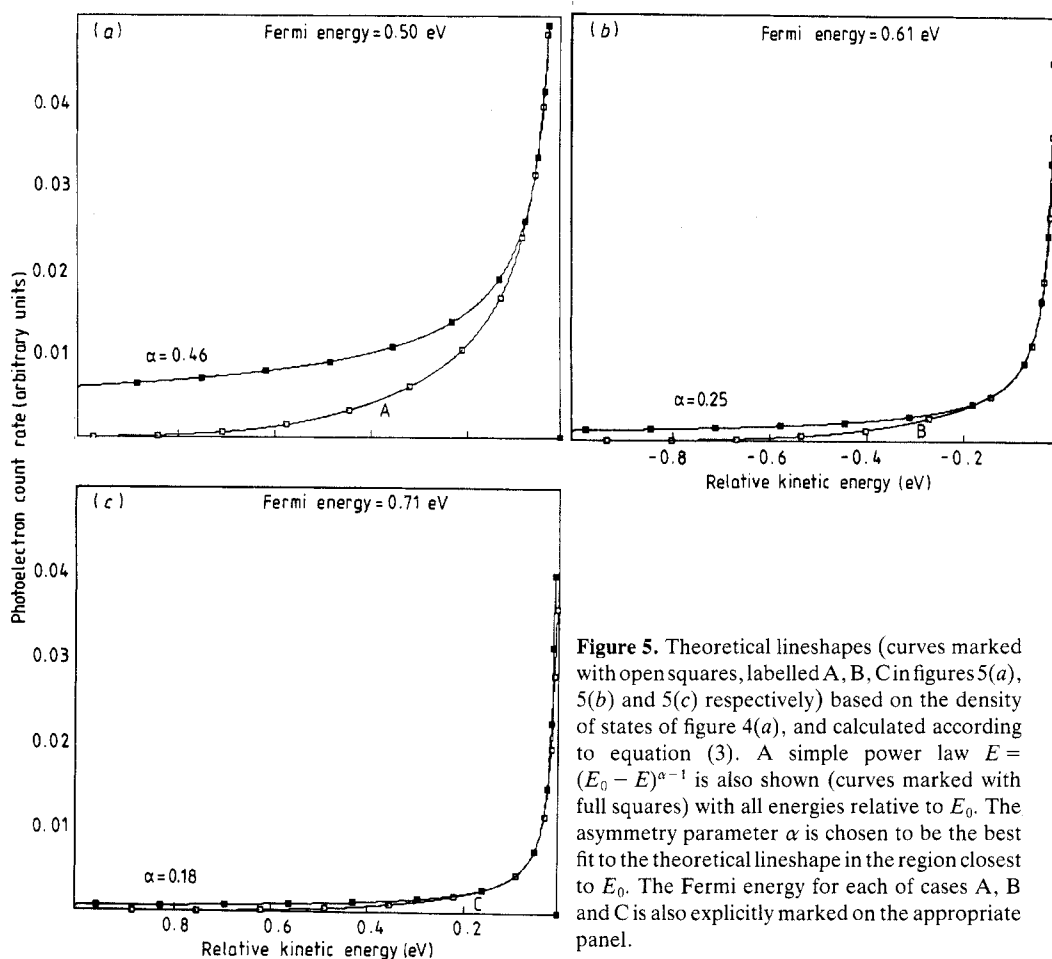 (a)
Fermi energy=0.50 eV
0.04
0.03
0.02
0.01
α=0.46
A
(b)
Fermi energy=0.61 eV
α=0.25
B
-0.8
-0.6
-0.4
-0.2
Relative kinetic energy (eV)
Photoelectron count rate (arbitrary units)
(c)
Fermi energy=0.71 eV
0.04
0.03
0.02
0.01
α=0.18
C
0.8
0.6
0.4
0.2
Relative kinetic energy (eV)
Figure 5. Theoretical lineshapes (curves marked
with open squares, labelled A, B, C in figures 5(a),
5(b) and 5(c) respectively) based on the density
of states of figure 4(a), and calculated according
to equation (3). A simple power law E =
(E₀ − E)^{α−1} is also shown (curves marked with
full squares) with all energies relative to E₀. The
asymmetry parameter α is chosen to be the best
fit to the theoretical lineshape in the region closest
to E₀. The Fermi energy for each of cases A, B
and C is also explicitly marked on the appropriate
panel.